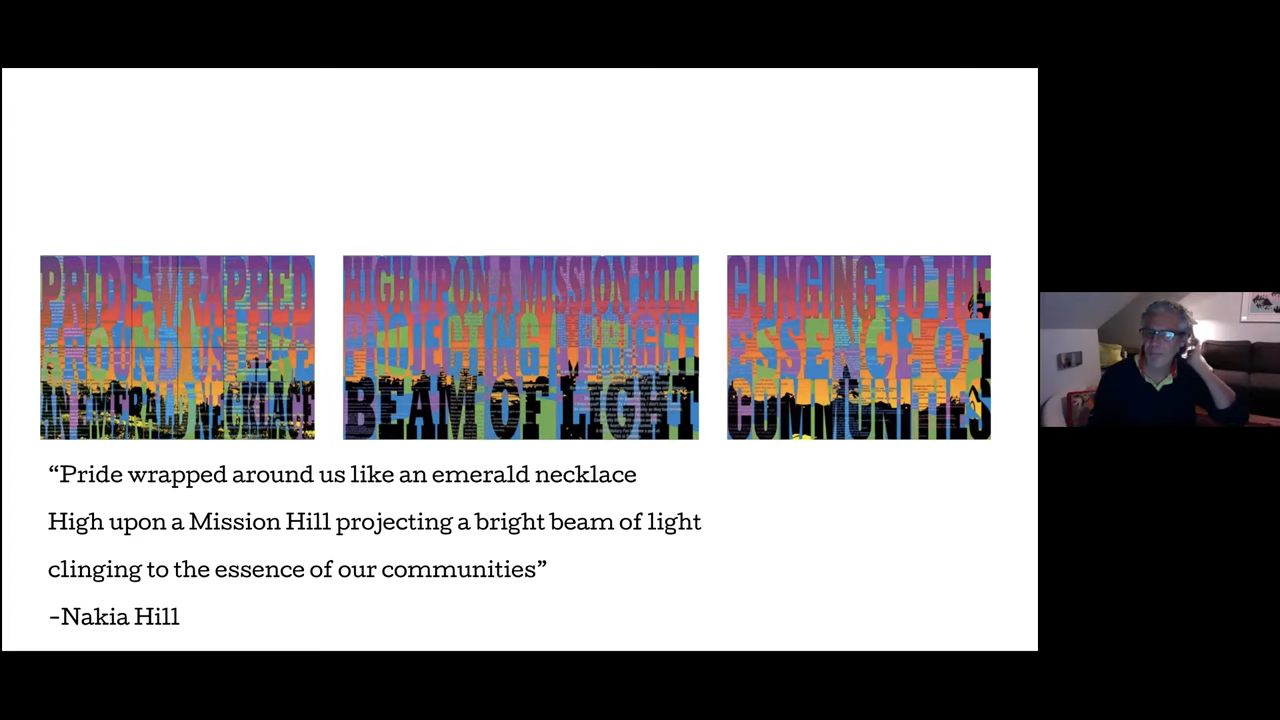 PRIDE WRAPPED
AROUND US LIKE
AN EMERALD NECKLACE
HIGH UPON A MISSION HILL
PROJECTING A BRIGHT
BEAM OF LIGHT
CLINGING TO THE
ESSENCE OF
COMMUNITIES
“Pride wrapped around us like an emerald necklace
High upon a Mission Hill projecting a bright beam of light
clinging to the essence of our communities”
–Nakia Hill